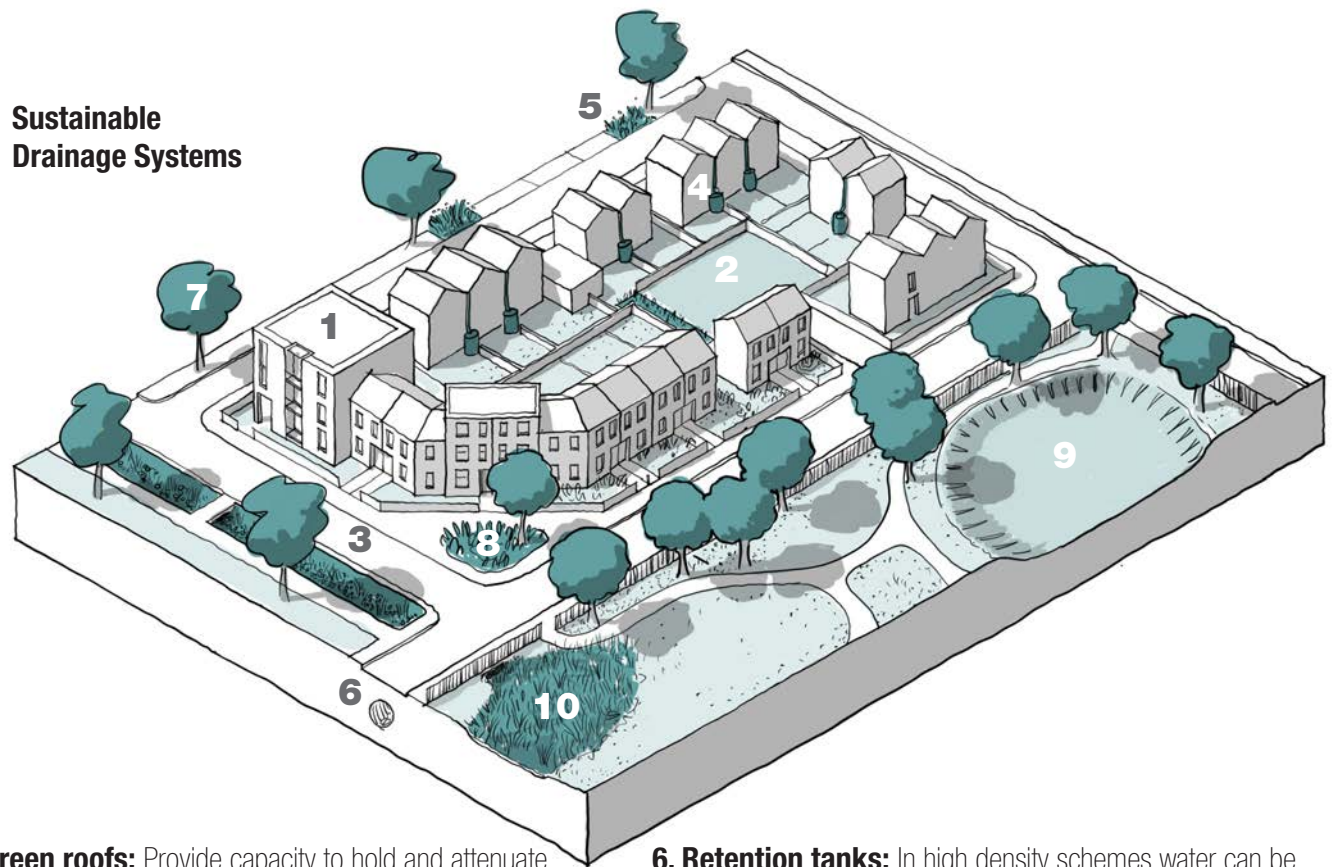 Sustainable
Drainage Systems
5
4
2
7
1
9
3
8
6
10
roofs: Provide capacity to hold and attenuate
6. Retention tanks: In high density schemes water can be